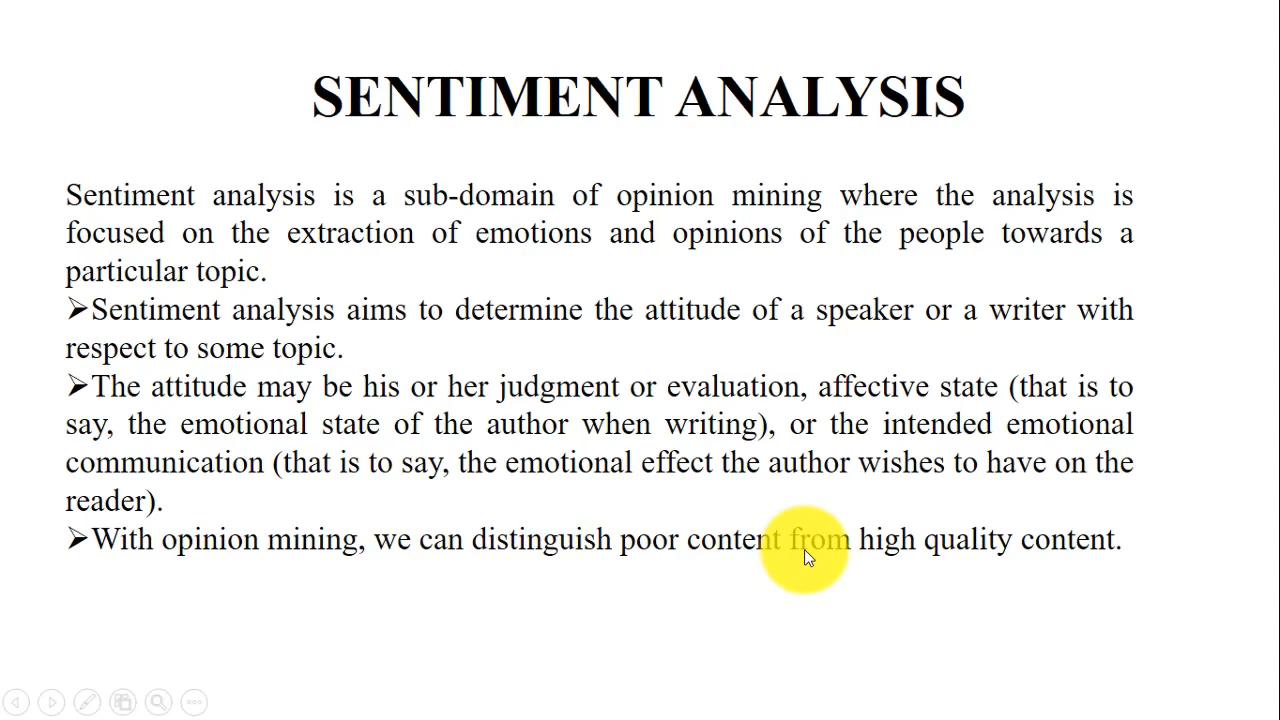 SENTIMENT ANALYSIS
Sentiment analysis is a sub-domain of opinion mining where the analysis is
focused on the extraction of emotions and opinions of the people towards a
particular topic.
➢Sentiment analysis aims to determine the attitude of a speaker or a writer with
respect to some topic.
➢The attitude may be his or her judgment or evaluation, affective state (that is to
say, the emotional state of the author when writing), or the intended emotional
communication (that is to say, the emotional effect the author wishes to have on the
reader).
➢With opinion mining, we can distinguish poor content from high quality content.